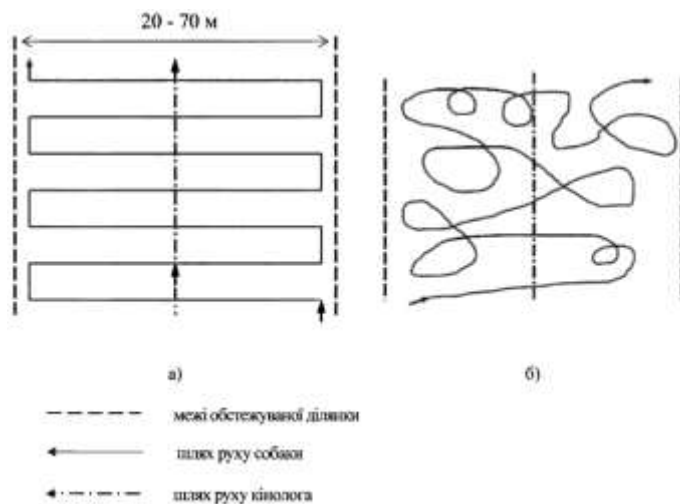 20 - 70 м
а)
б)
межі обстежуваної ділянки
шлях руху собаки
шлях руху кінолога